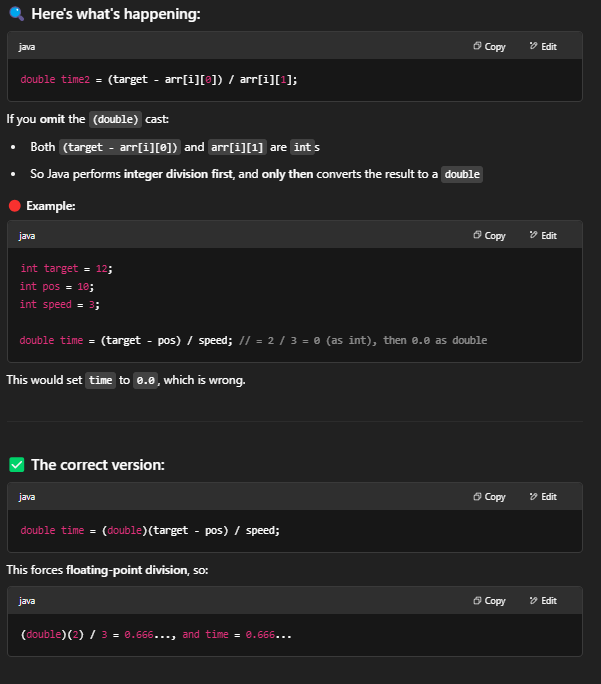 Here's what's happening:
java Copy Edit
double time2 = (target - arr[i][0]) / arr[i][1];
If you omit the (double) cast:
• Both (target - arr[i][0]) and arr[i][1] are int s
• So Java performs integer division first, and only then converts the result to a double
Example:
java Copy Edit
int target = 12;
int pos = 10;
int speed = 3;
double time = (target - pos) / speed; // = 2 / 3 = 0 (as int), then 0.0 as double
This would set time to 0.0, which is wrong.
The correct version:
java Copy Edit
double time = (double)(target - pos) / speed;
This forces floating-point division, so:
java Copy Edit
(double)(2) / 3 = 0.666..., and time = 0.666...